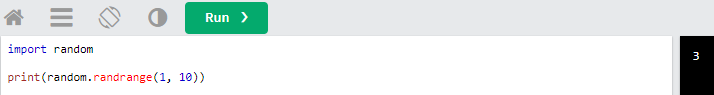 Run ❯
import random
print(random.randrange(1, 10))
3